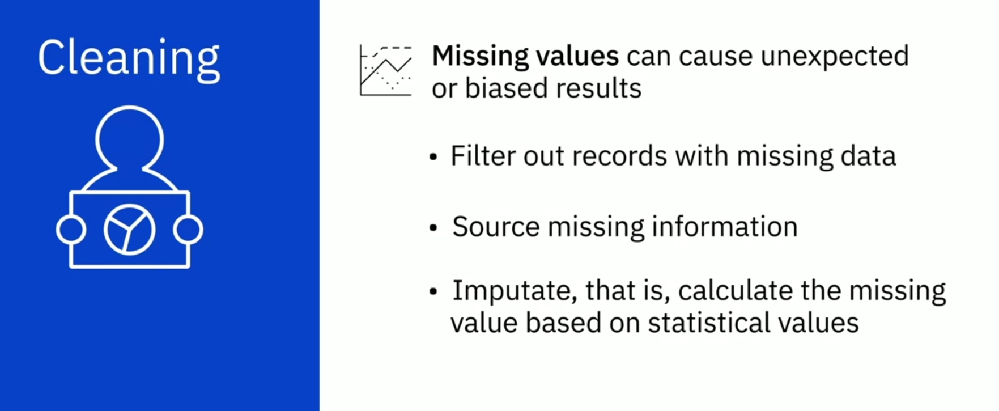 Cleaning
Missing values can cause unexpected
or biased results
• Filter out records with missing data
• Source missing information
• Imputate, that is, calculate the missing
value based on statistical values